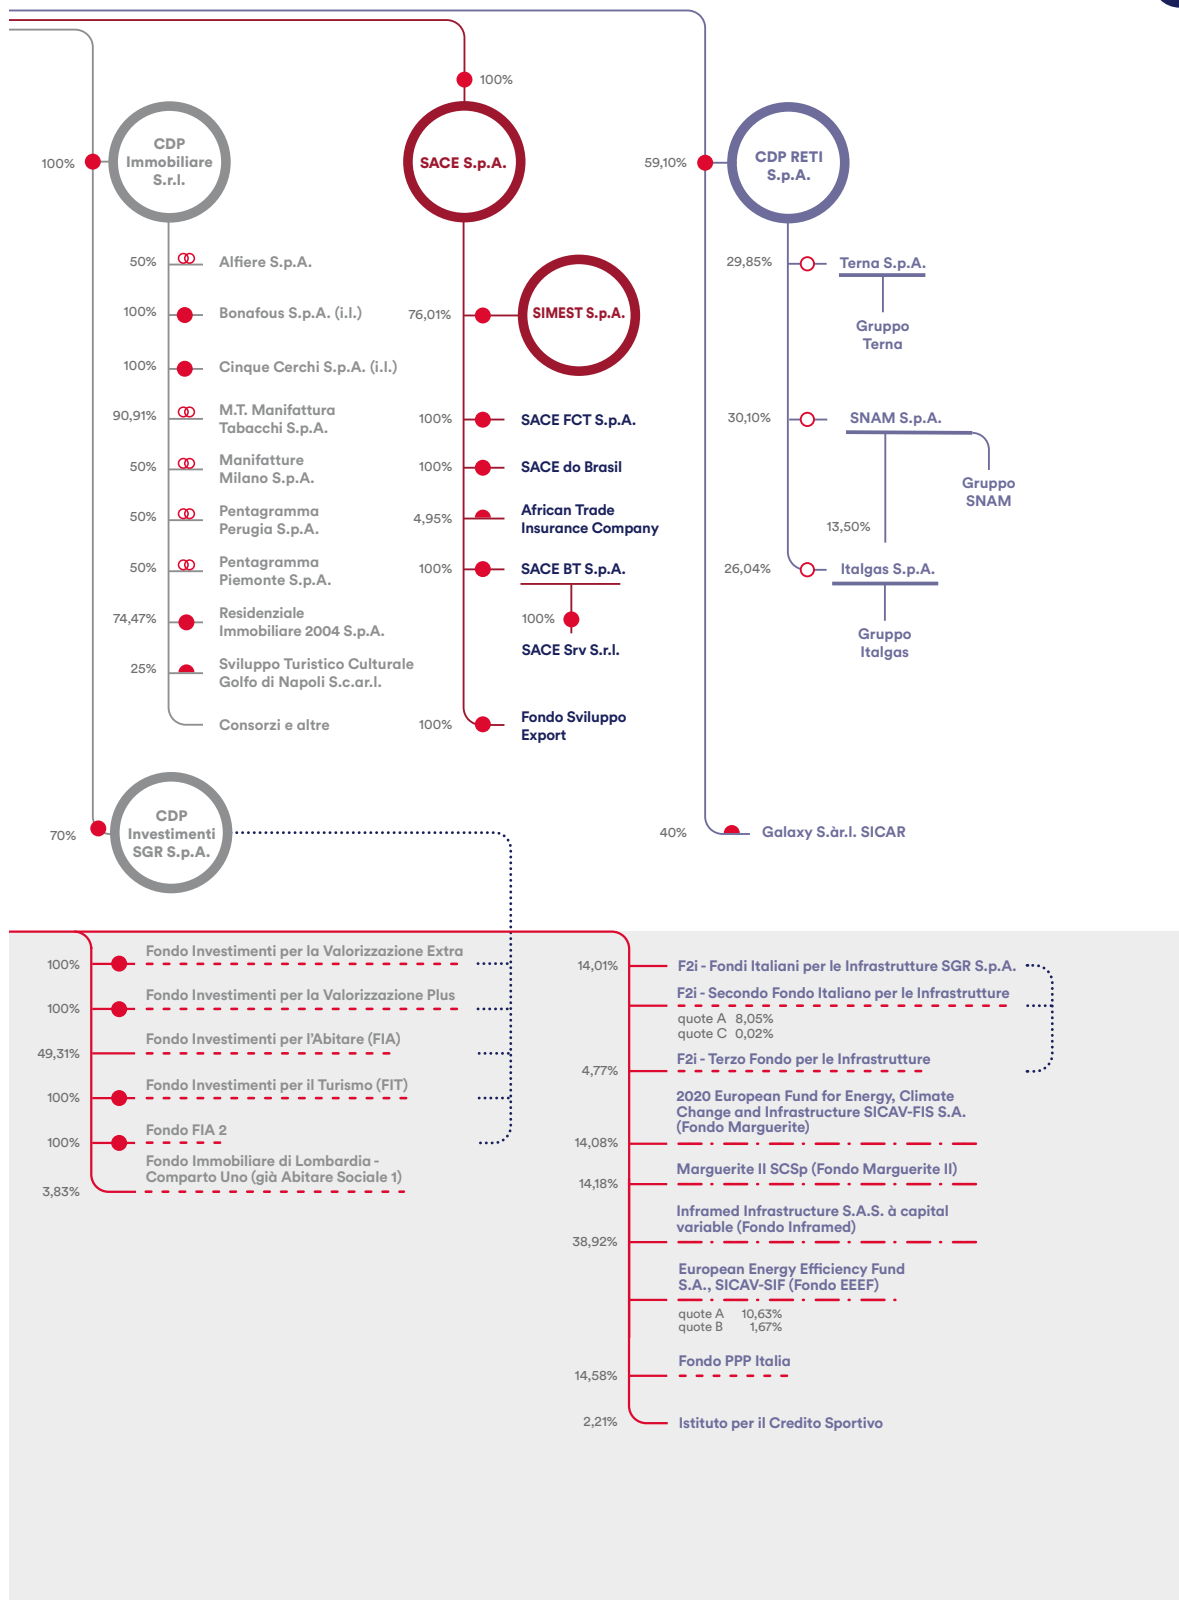 100%
CDP
Immobiliare
S.r.l.
100%
50%
Alfiere S.p.A.
100%
Bonafous S.p.A. (i.l.)
100%
Cinque Cerchi S.p.A. (i.l.)
90,91%
M.T. Manifattura
Tabacchi S.p.A.
50%
Manifatture
Milano S.p.A.
50%
Pentagramma
Perugia S.p.A.
50%
Pentagramma
Piemonte S.p.A.
74,47%
Residenziale
Immobiliare 2004 S.p.A.
25%
Sviluppo Turistico Culturale
Golfo di Napoli S.c.ar.l.
Consorzi e altre
70%
CDP
Investimenti
SGR S.p.A.
SACE S.p.A.
76,01%
SIMEST S.p.A.
100%
SACE FCT S.p.A.
100%
SACE do Brasil
4,95%
African Trade
Insurance Company
100%
SACE BT S.p.A.
100%
SACE Srv S.r.l.
100%
Fondo Sviluppo
Export
59,10%
CDP RETI
S.p.A.
29,85%
Terna S.p.A.
Gruppo
Terna
30,10%
SNAM S.p.A.
Gruppo
SNAM
13,50%
26,04%
Italgas S.p.A.
Gruppo
Italgas
40%
Galaxy S.àr.l. SICAR
100%
Fondo Investimenti per la Valorizzazione Extra
100%
Fondo Investimenti per la Valorizzazione Plus
49,31%
Fondo Investimenti per l'Abitare (FIA)
100%
Fondo Investimenti per il Turismo (FIT)
100%
Fondo FIA 2
3,83%
Fondo Immobiliare di Lombardia -
Comparto Uno (già Abitare Sociale 1)
14,01%
F2i - Fondi Italiani per le Infrastrutture SGR S.p.A.
F2i - Secondo Fondo Italiano per le Infrastrutture
quote A 8,05%
quote C 0,02%
4,77%
F2i - Terzo Fondo per le Infrastrutture
2020 European Fund for Energy, Climate
Change and Infrastructure SICAV-FIS S.A.
(Fondo Marguerite)
14,08%
Marguerite II SCSp (Fondo Marguerite II)
14,18%
Inframed Infrastructure S.A.S. à capital
variable (Fondo Inframed)
38,92%
European Energy Efficiency Fund
S.A., SICAV-SIF (Fondo EEEF)
quote A 10,63%
quote B 1,67%
Fondo PPP Italia
14,58%
2,21%
Istituto per il Credito Sportivo